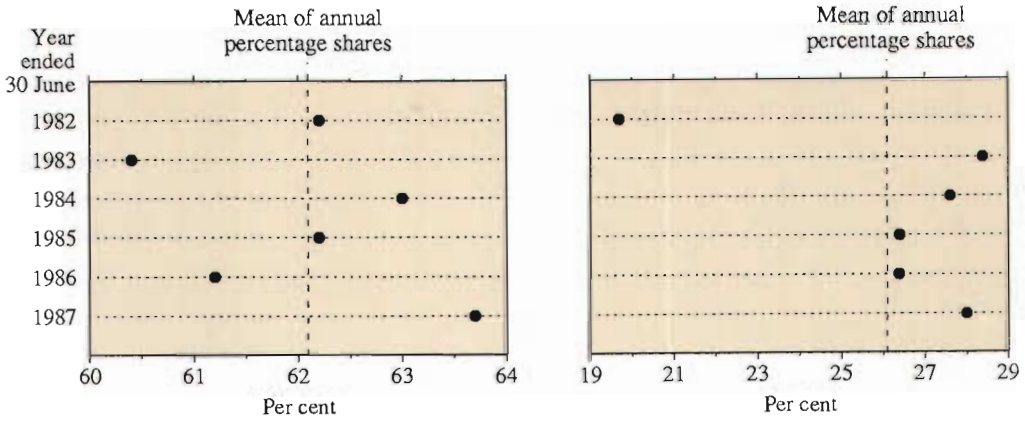 Mean of annual
percentage shares
Mean of annual
percentage shares
Year
ended
30 June
1982
1983
1984
1985
1986
1987
60 61 62 63 64
Per cent
19 21 23 25 27 29
Per cent